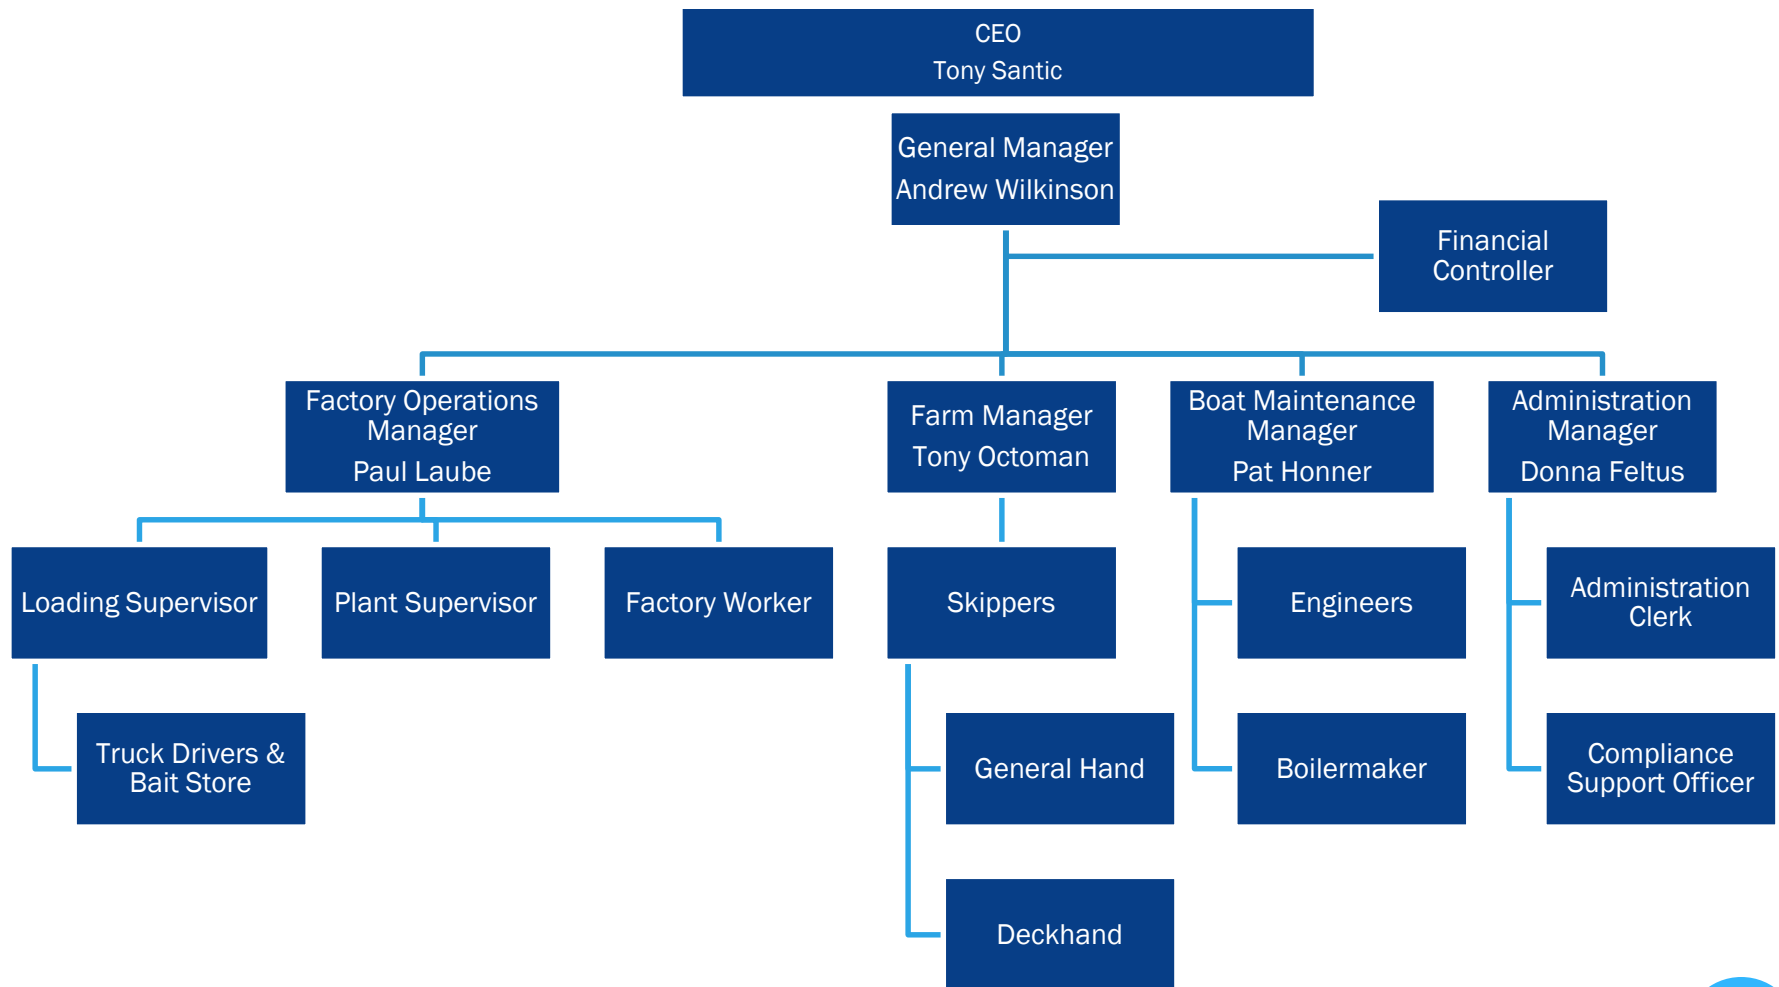 CEO
Tony Santic
General Manager
Andrew Wilkinson
Financial
Controller
Factory Operations
Manager
Paul Laube
Farm Manager
Tony Octoman
Boat Maintenance
Manager
Pat Honner
Administration
Manager
Donna Feltus
Loading Supervisor
Plant Supervisor
Factory Worker
Skippers
Engineers
Administration
Clerk
Truck Drivers &
Bait Store
General Hand
Boilermaker
Compliance
Support Officer
Deckhand